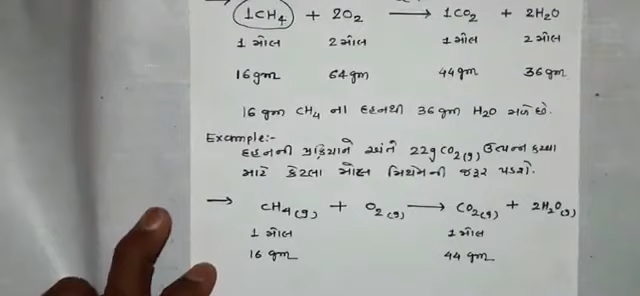 → 1CH₄ + 2O₂ ⟶ 1CO₂ + 2H₂O
1 મોલ 2 મોલ 1 મોલ 2 મોલ
16 gm 64 gm 44 gm 36 gm
16 gm CH₄ ના દહનથી 36 gm H₂O મળે છે.
Example:-
દહનની પ્રક્રિયાને અંતે 22g CO₂(g) ઉત્પન્ન કરવા
માટે કેટલા મોલ મિથેનની જરૂર પડશે.
→ CH₄(g) + O₂(g) ⟶ CO₂(g) + 2H₂O(g)
1 મોલ 1 મોલ
16 gm 44 gm